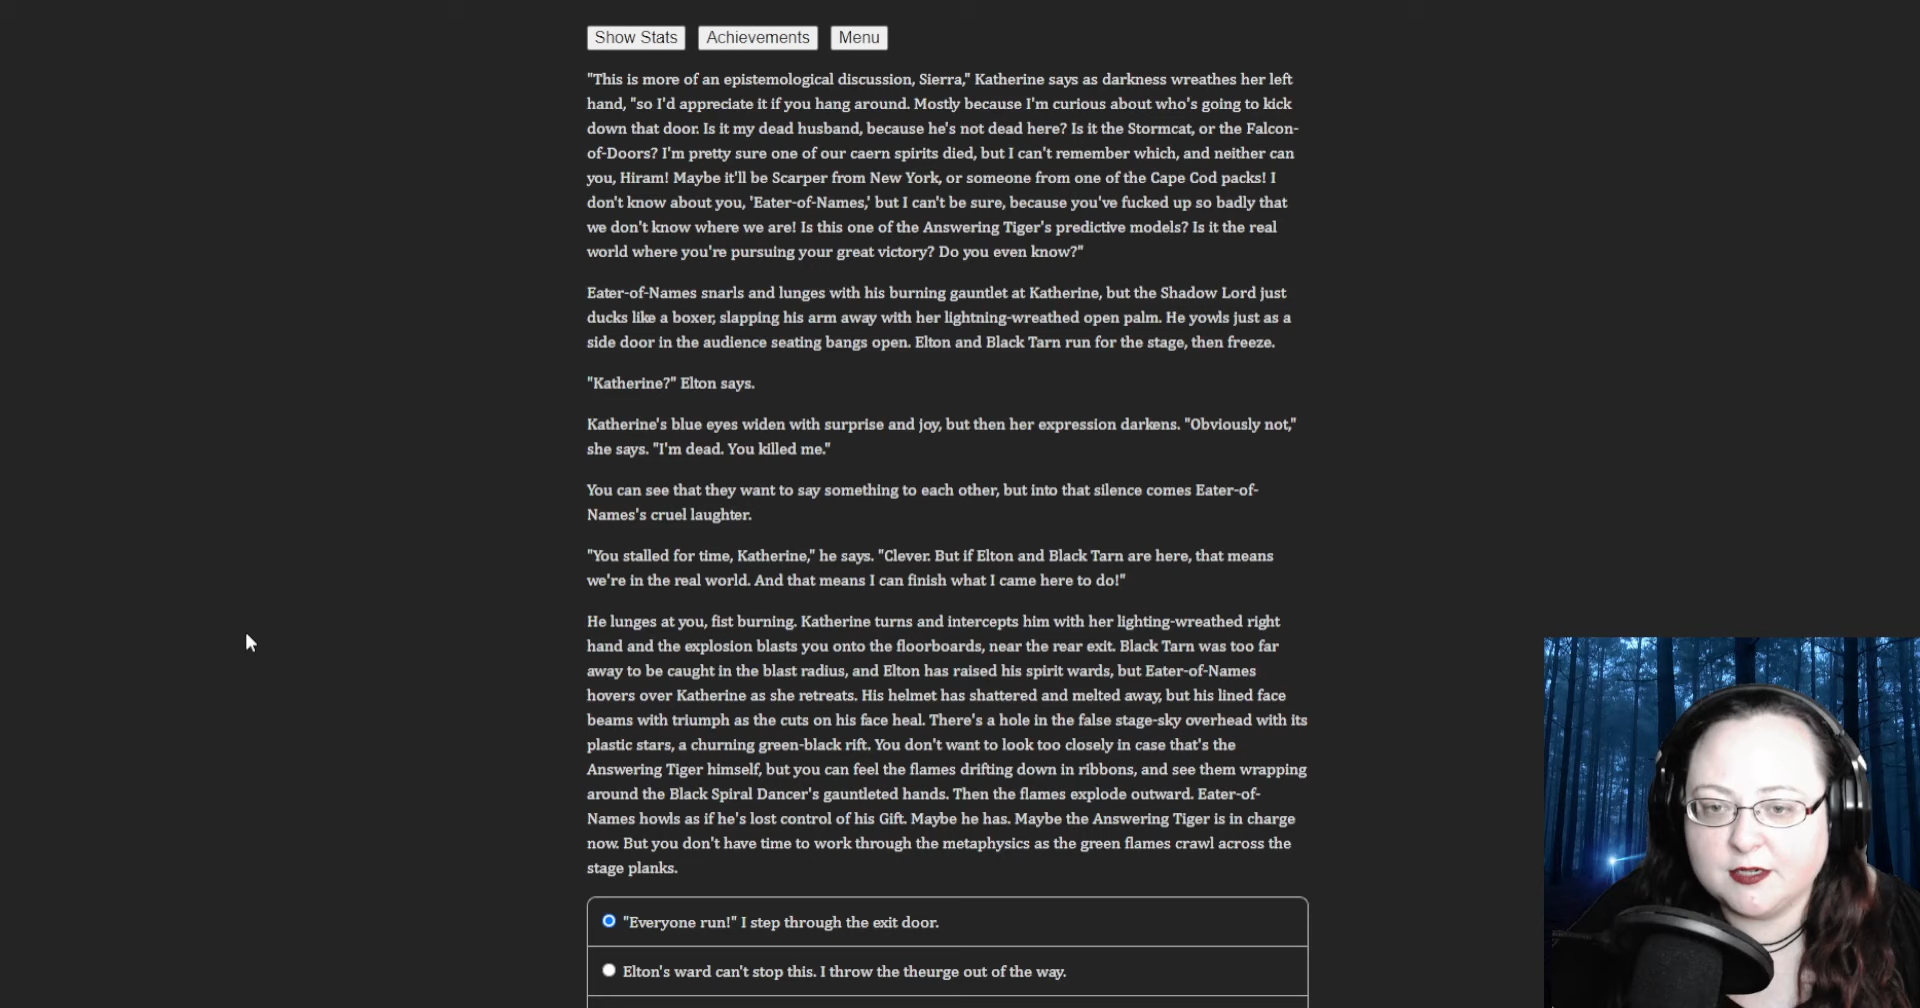 Show Stats Achievements Menu
"This is more of an epistemological discussion, Sierra," Katherine says as darkness wreathes her left
hand, "so I'd appreciate it if you hang around. Mostly because I'm curious about who's going to kick
down that door. Is it my dead husband, because he's not dead here? Is it the Stormcat, or the Falcon-
of-Doors? I'm pretty sure one of our caern spirits died, but I can't remember which, and neither can
you, Hiram! Maybe it'll be Scarper from New York, or someone from one of the Cape Cod packs! I
don't know about you, 'Eater-of-Names,' but I can't be sure, because you've fucked up so badly that
we don't know where we are! Is this one of the Answering Tiger's predictive models? Is it the real
world where you're pursuing your great victory? Do you even know?"
Eater-of-Names snarls and lunges with his burning gauntlet at Katherine, but the Shadow Lord just
ducks like a boxer, slapping his arm away with her lightning-wreathed open palm. He yowls just as a
side door in the audience seating bangs open. Elton and Black Tarn run for the stage, then freeze.
"Katherine?" Elton says.
Katherine's blue eyes widen with surprise and joy, but then her expression darkens. "Obviously not,"
she says. "I'm dead. You killed me."
You can see that they want to say something to each other, but into that silence comes Eater-of-
Names's cruel laughter.
"You stalled for time, Katherine," he says. "Clever. But if Elton and Black Tarn are here, that means
we're in the real world. And that means I can finish what I came here to do!"
He lunges at you, fist burning. Katherine turns and intercepts him with her lighting-wreathed right
hand and the explosion blasts you onto the floorboards, near the rear exit. Black Tarn was too far
away to be caught in the blast radius, and Elton has raised his spirit wards, but Eater-of-Names
hovers over Katherine as she retreats. His helmet has shattered and melted away, but his lined face
beams with triumph as the cuts on his face heal. There's a hole in the false stage-sky overhead with its
plastic stars, a churning green-black rift. You don't want to look too closely in case that's the
Answering Tiger himself, but you can feel the flames drifting down in ribbons, and see them wrapping
around the Black Spiral Dancer's gauntleted hands. Then the flames explode outward. Eater-of-
Names howls as if he's lost control of his Gift. Maybe he has. Maybe the Answering Tiger is in charge
now. But you don't have time to work through the metaphysics as the green flames crawl across the
stage planks.
"Everyone run!" I step through the exit door.
Elton's ward can't stop this. I throw the theurge out of the way.